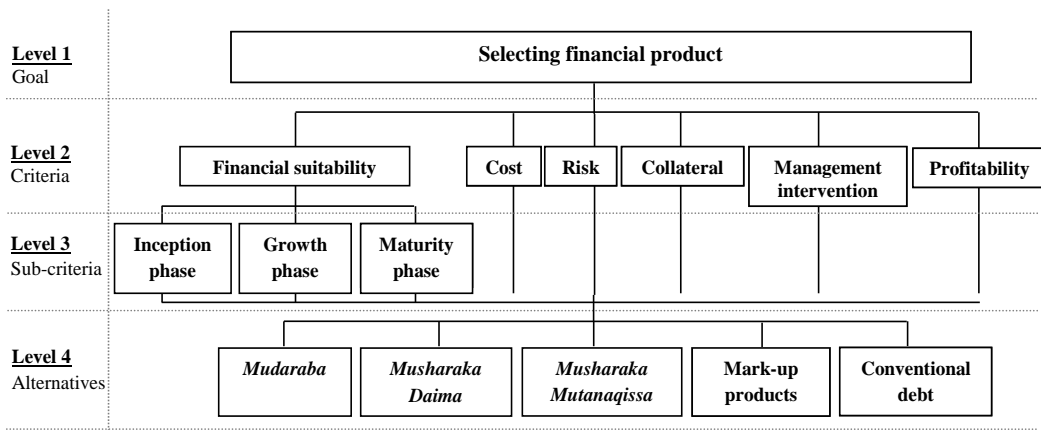 Level 1
Goal
Selecting financial product
Level 2
Criteria
Financial suitability
Cost
Risk
Collateral
Management
intervention
Profitability
Level 3
Sub-criteria
Inception
phase
Growth
phase
Maturity
phase
Level 4
Alternatives
Mudaraba
Musharaka
Daima
Musharaka
Mutanaqissa
Mark-up
products
Conventional
debt